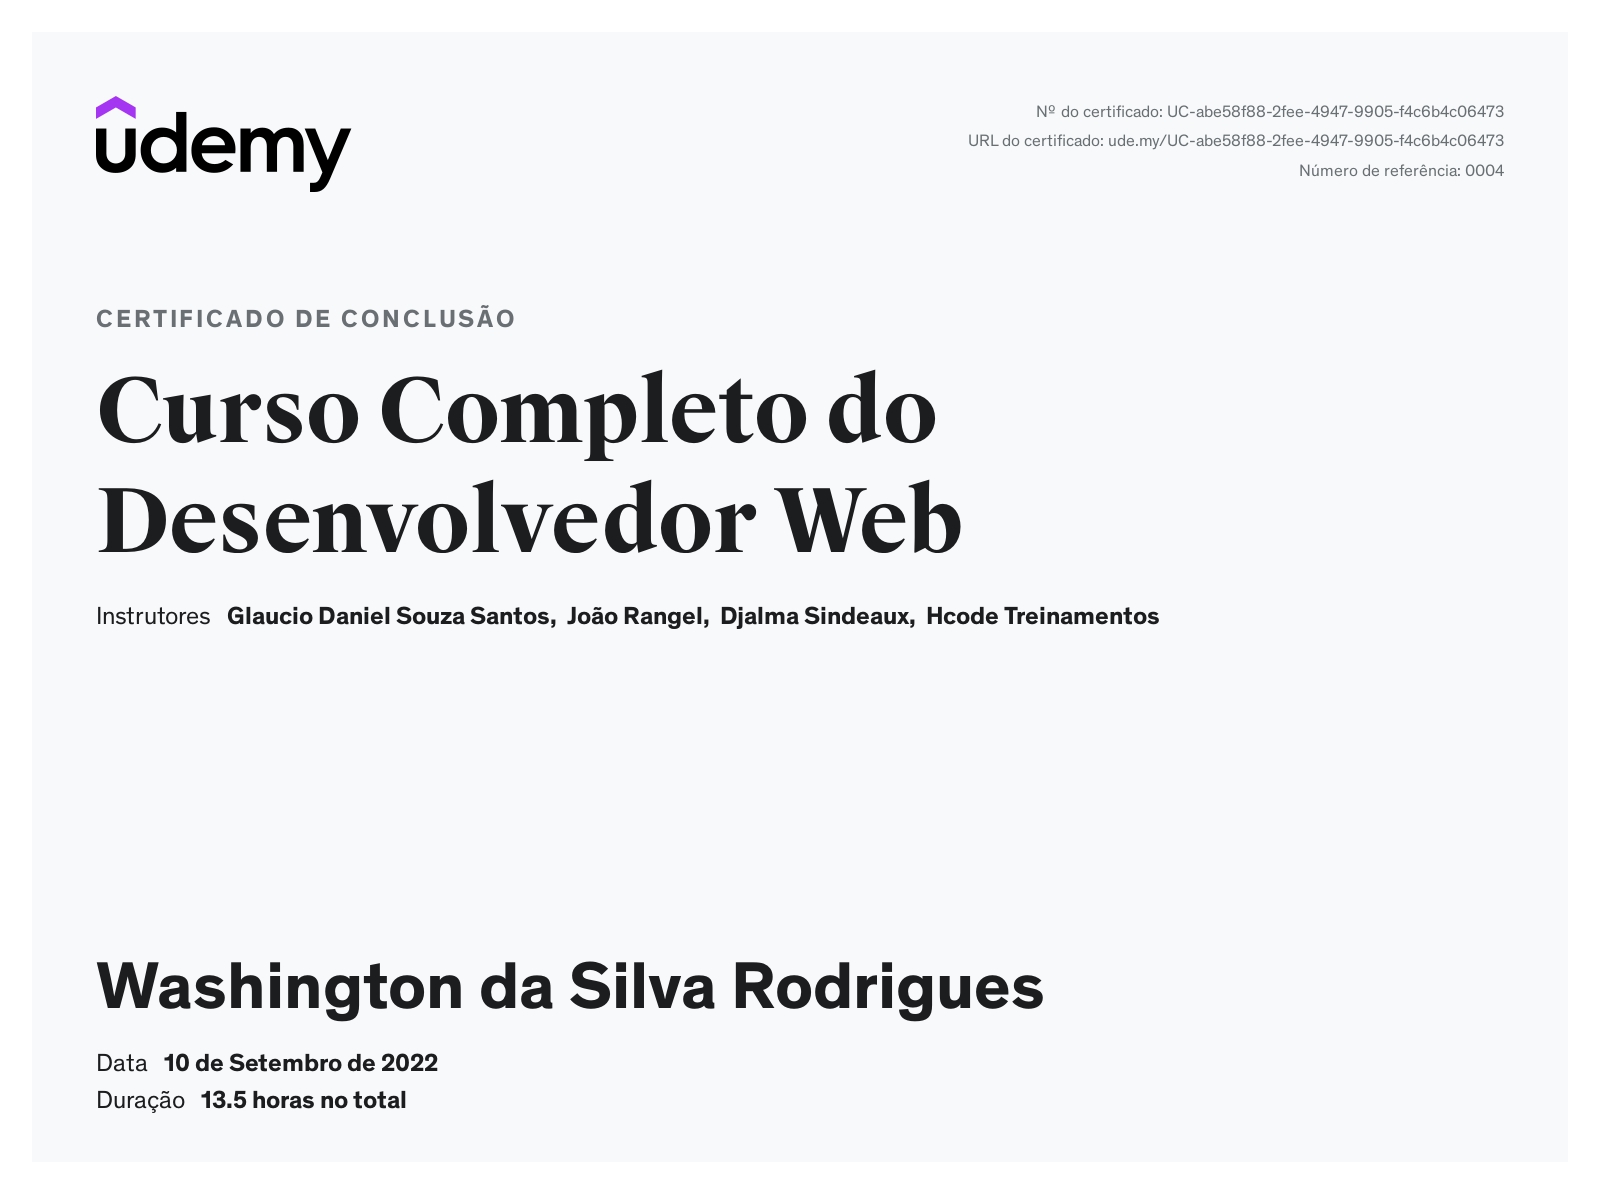 udemy
Nº do certificado: UC-abe58f88-2fee-4947-9905-f4c6b4c06473
URL do certificado: ude.my/UC-abe58f88-2fee-4947-9905-f4c6b4c06473
Número de referência: 0004
CERTIFICADO DE CONCLUSÃO
Curso Completo do
Desenvolvedor Web
Instrutores Glaucio Daniel Souza Santos, João Rangel, Djalma Sindeaux, Hcode Treinamentos
Washington da Silva Rodrigues
Data 10 de Setembro de 2022
Duração 13.5 horas no total